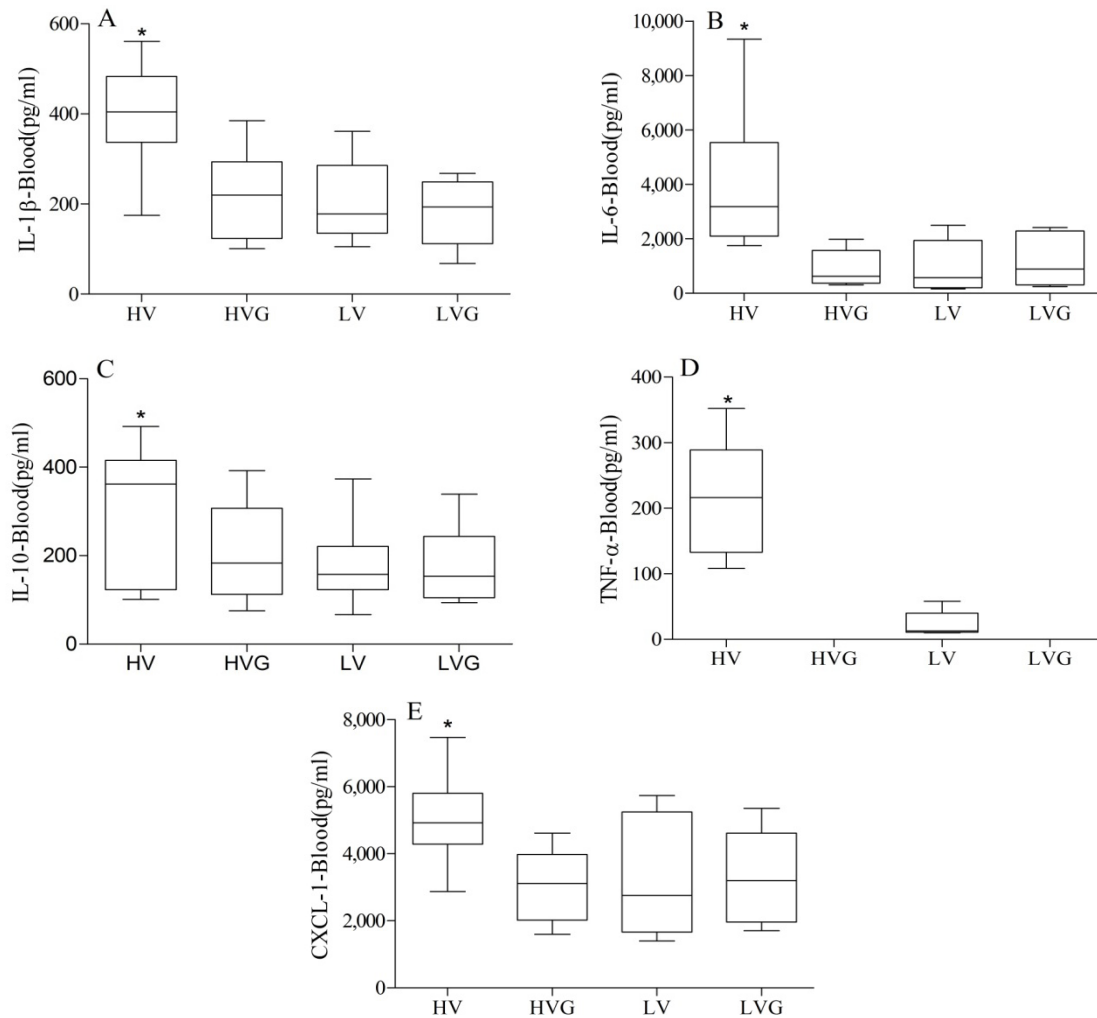 A
IL-1β-Blood(pg/ml)
600
400
200
0
*
HV HVG LV LVG
B
IL-6-Blood(pg/ml)
10,000
8,000
6,000
4,000
2,000
0
*
HV HVG LV LVG
C
IL-10-Blood(pg/ml)
600
400
200
0
*
HV HVG LV LVG
D
TNF-α-Blood(pg/ml)
400
300
200
100
0
*
HV HVG LV LVG
E
CXCL-1-Blood(pg/ml)
8,000
6,000
4,000
2,000
0
*
HV HVG LV LVG